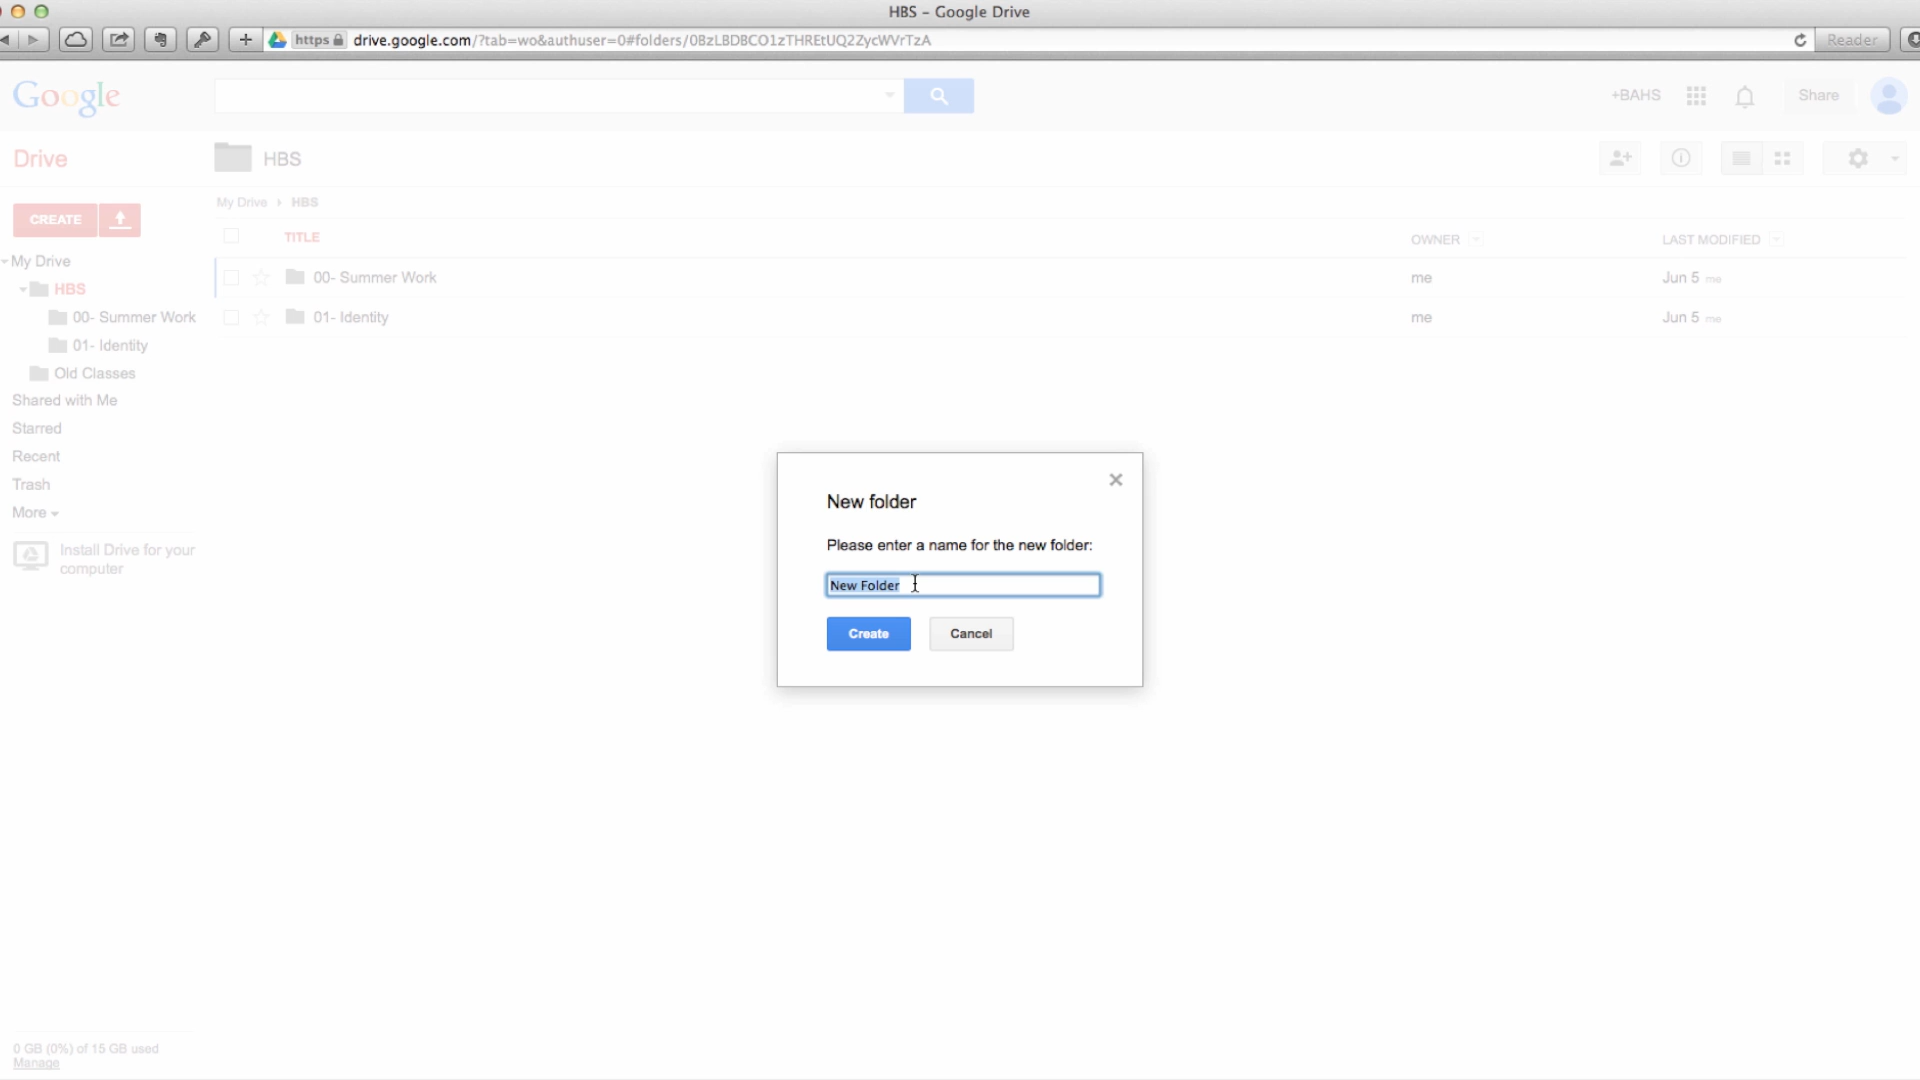 HBS – Google Drive
https drive.google.com/?tab=wo&authuser=0#folders/0BzLBDBCO1zTHREtUQ2ZycWVrTzA Reader
Google +BAHS Share
Drive HBS
My Drive HBS
CREATE TITLE OWNER LAST MODIFIED
My Drive
00- Summer Work me Jun 5 me
HBS
01- Identity me Jun 5 me
00- Summer Work
01- Identity
Old Classes
Shared with Me
Starred
Recent
Trash
More
Install Drive for your
computer
New folder
Please enter a name for the new folder:
New Folder
Create Cancel
0 GB (0%) of 15 GB used
Manage